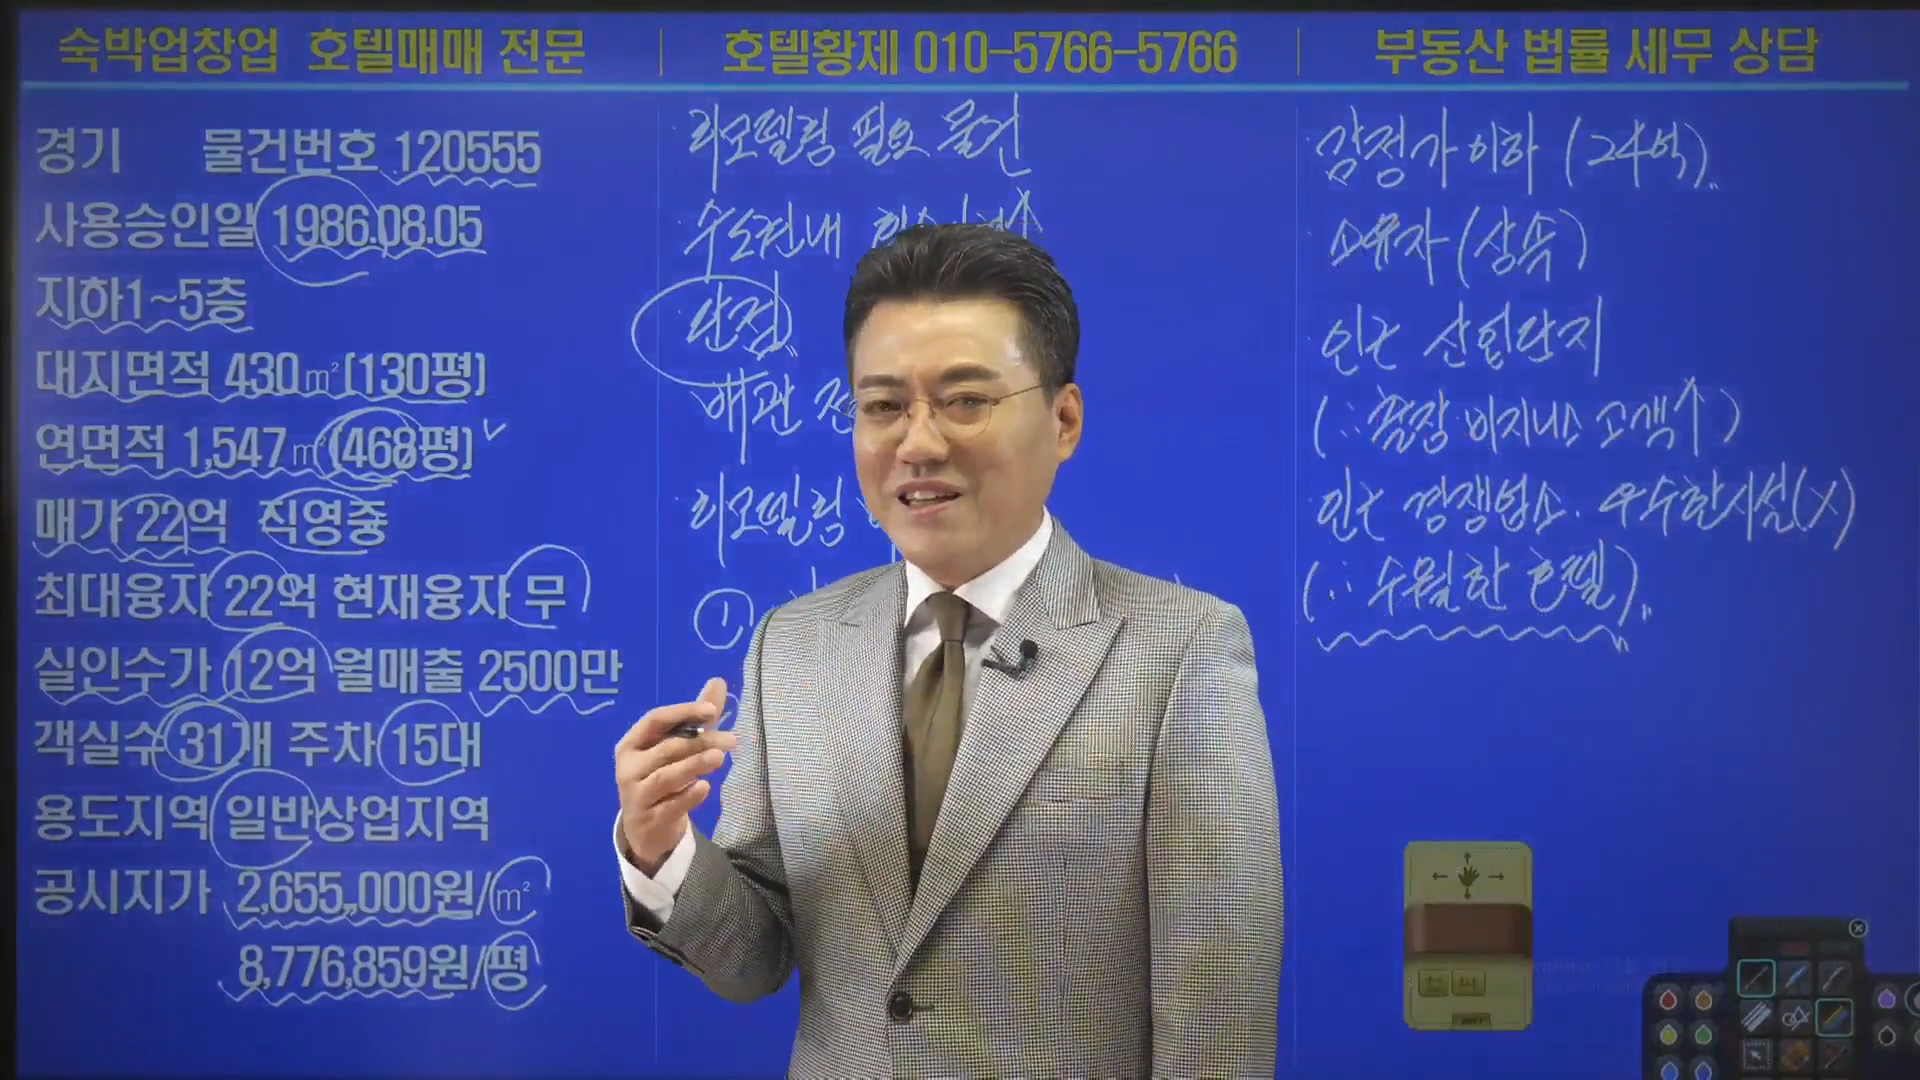 숙박업창업 호텔매매 전문
호텔황제 010-5766-5766
부동산 법률 세무 상담
경기 물건번호 120555
사용승인일 1986.08.05
지하1~5층
대지면적 430㎡(130평)
연면적 1,547㎡(468평)
매가 22억 직영중
최대융자 22억 현재융자 무
실인수가 12억 월매출 2500만
객실수 31개 주차 15대
용도지역 일반상업지역
공시지가 2,655,000원/㎡
8,776,859원/평
리모델링 필요 물건
수도권내
단점
배관
리모델링
①
감정가 이하 (24억)
소유자 (상속)
인근 산업단지
(∵ 출장 비지니스 고객↑)
인근 경쟁업소. 우수한시설(X)
(∵ 수월한 호텔)